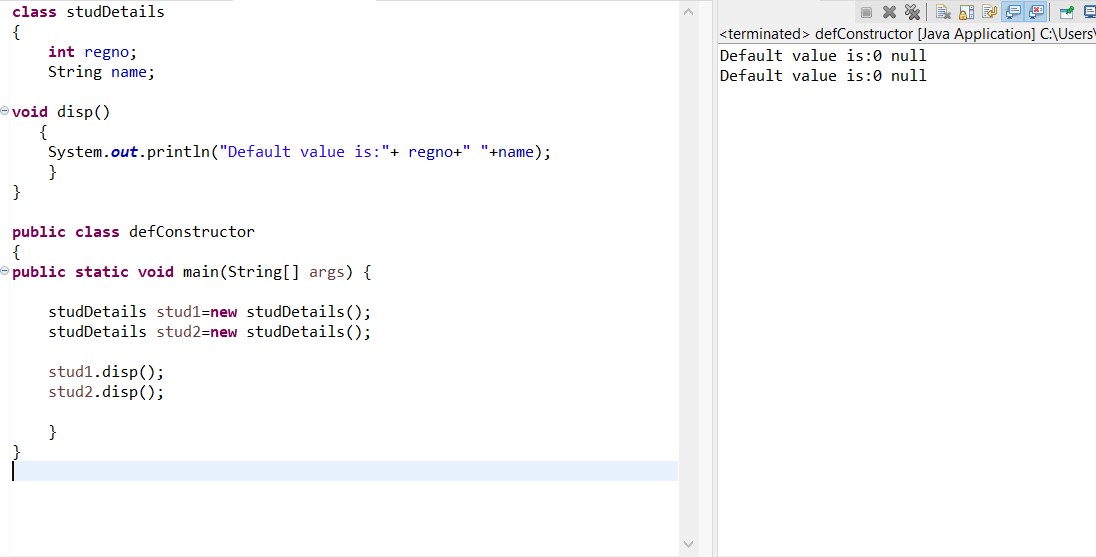 class studDetails
{
    int regno;
    String name;
void disp()
   {
    System.out.println("Default value is:"+ regno+" "+name);
    }
}
public class defConstructor
{
public static void main(String[] args) {
    studDetails stud1=new studDetails();
    studDetails stud2=new studDetails();
    stud1.disp();
    stud2.disp();
    }
}
<terminated> defConstructor [Java Application] C:\Users\
Default value is:0 null
Default value is:0 null